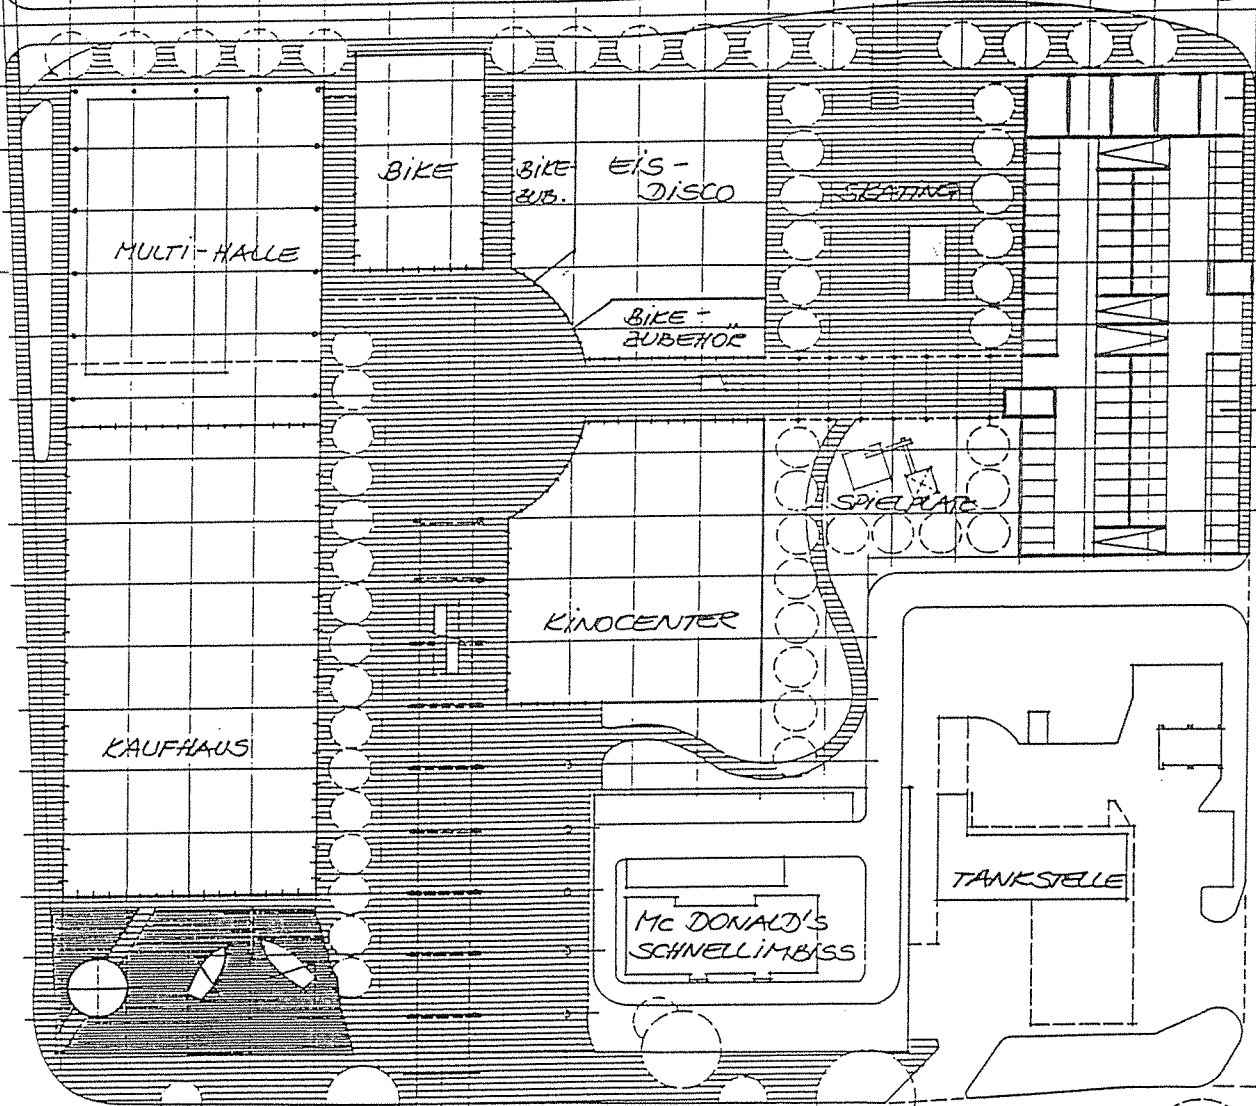 BIKE
BIKE-
ZUB.
EIS-
DISCO
SKATING
MULTI-HALLE
BIKE-
ZUBEHÖR
SPIELPLATZ
KINOCENTER
KAUFHAUS
TANKSTELLE
Mc DONALD'S
SCHNELLIMBISS